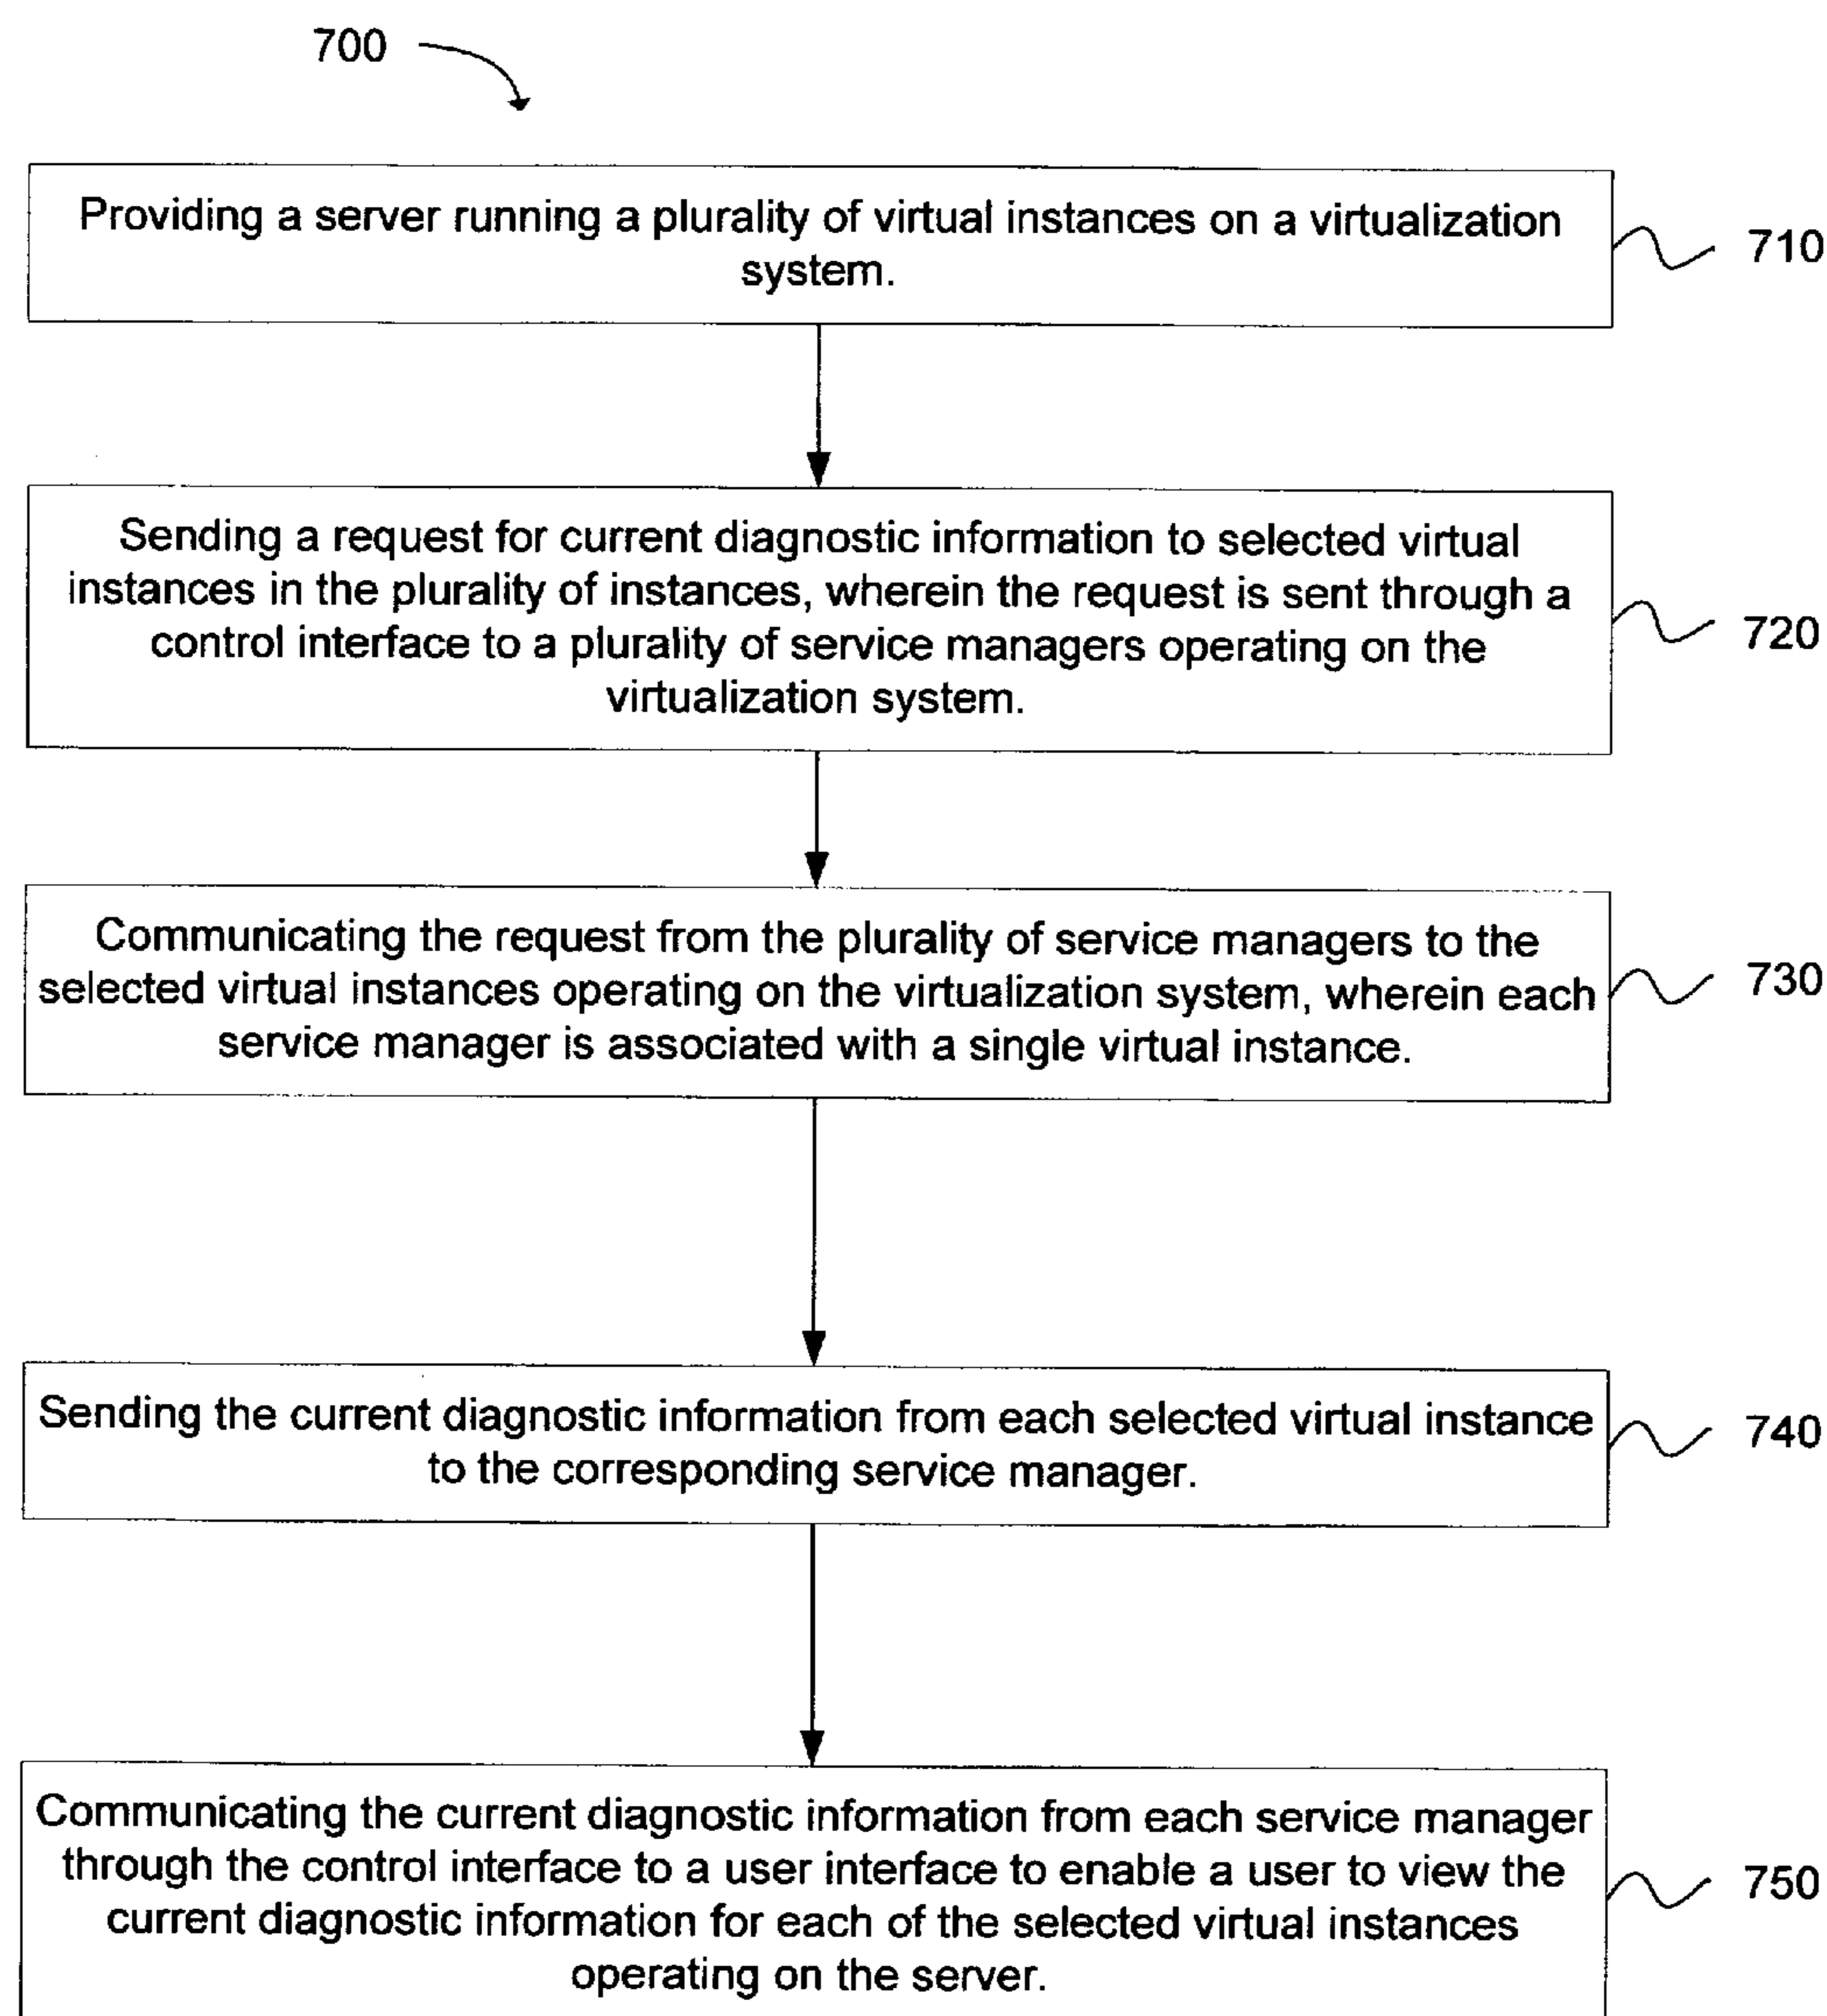 700
Providing a server running a plurality of virtual instances on a virtualization
system.
710
Sending a request for current diagnostic information to selected virtual
instances in the plurality of instances, wherein the request is sent through a
control interface to a plurality of service managers operating on the
virtualization system.
720
Communicating the request from the plurality of service managers to the
selected virtual instances operating on the virtualization system, wherein each
service manager is associated with a single virtual instance.
730
Sending the current diagnostic information from each selected virtual instance
to the corresponding service manager.
740
Communicating the current diagnostic information from each service manager
through the control interface to a user interface to enable a user to view the
current diagnostic information for each of the selected virtual instances
operating on the server.
750